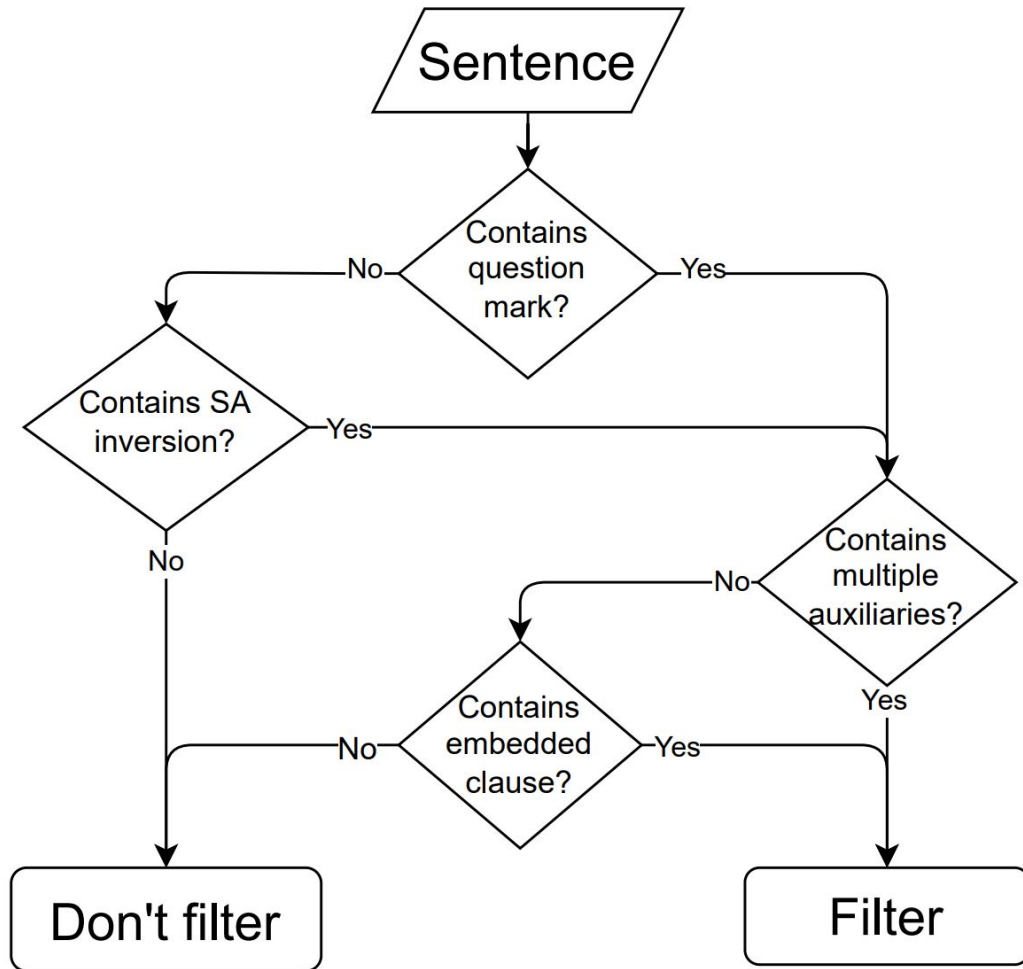 Sentence
Contains
question
mark?
No
Yes
Contains SA
inversion?
Yes
No
Contains
multiple
auxiliaries?
No
Yes
Contains
embedded
clause?
No
Yes
Don't filter
Filter